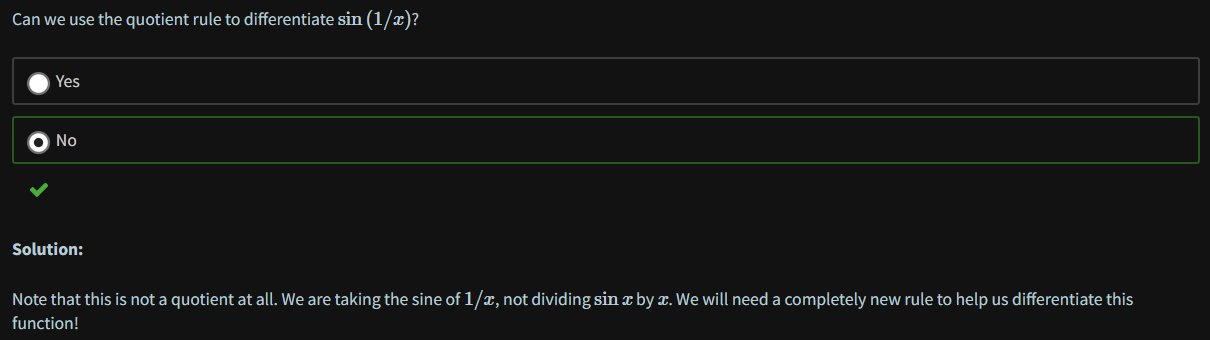 Can we use the quotient rule to differentiate sin (1/x)?
Yes
No
Solution:
Note that this is not a quotient at all. We are taking the sine of 1/x, not dividing sin x by x. We will need a completely new rule to help us differentiate this
function!